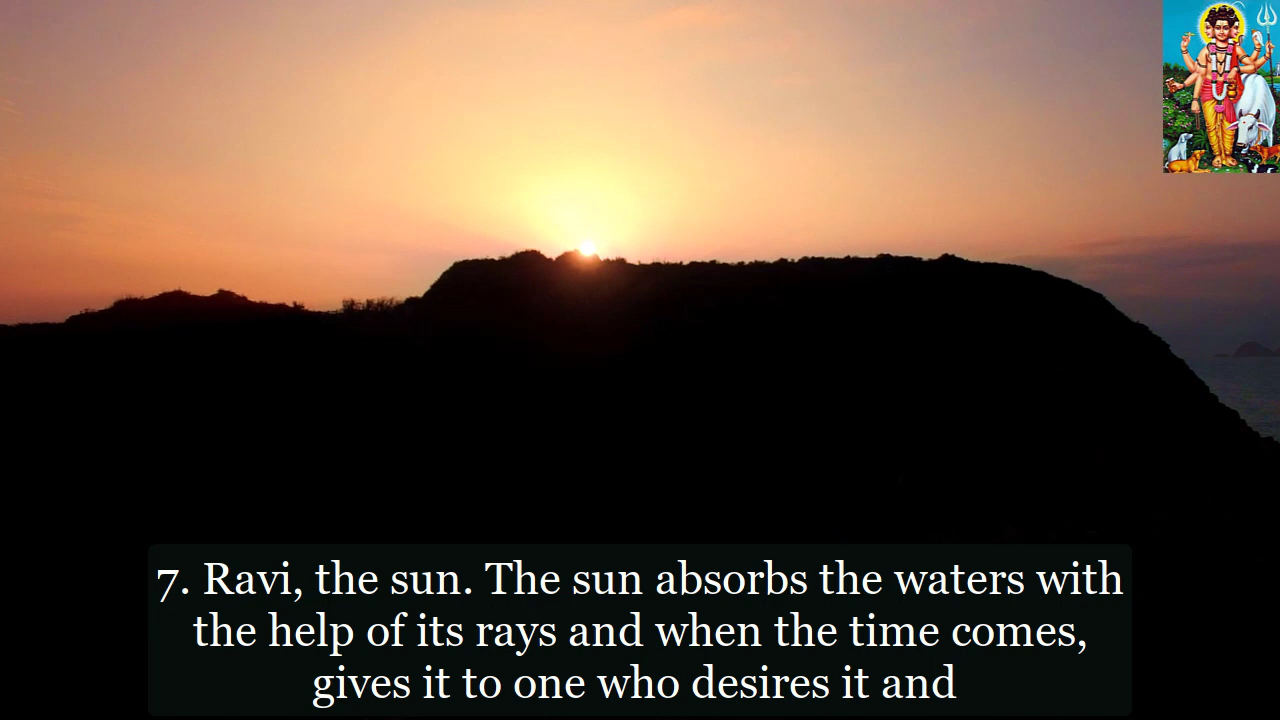 7. Ravi, the sun. The sun absorbs the waters with
the help of its rays and when the time comes,
gives it to one who desires it and